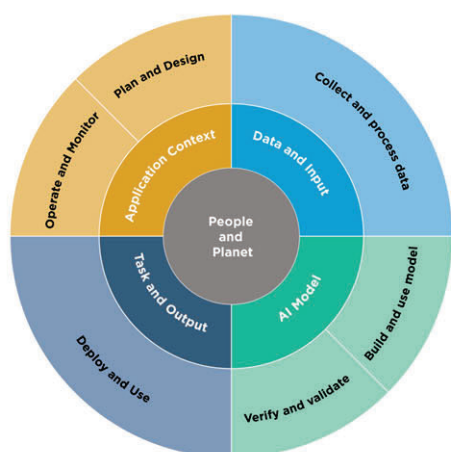 Plan and Design
Collect and process data
Operate and Monitor
Application Context
Data and Input
People
and
Planet
Task and Output
AI Model
Build and use model
Deploy and Use
Verify and validate